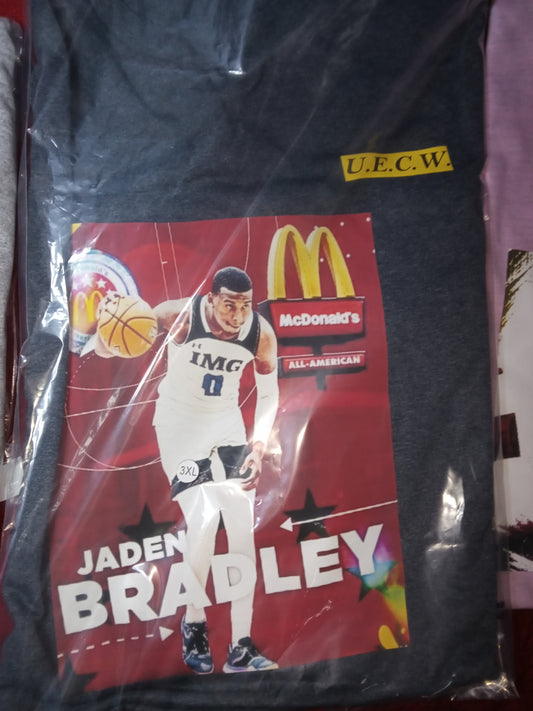 U.E.C.W.
McDonald's
ALL-AMERICAN
IMG
0
3XL
JADEN
BRADLEY